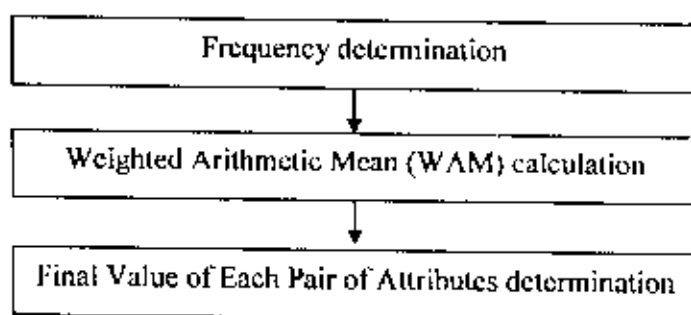 Frequency determination
Weighted Arithmetic Mean (WAM) calculation
Final Value of Each Pair of Attributes determination